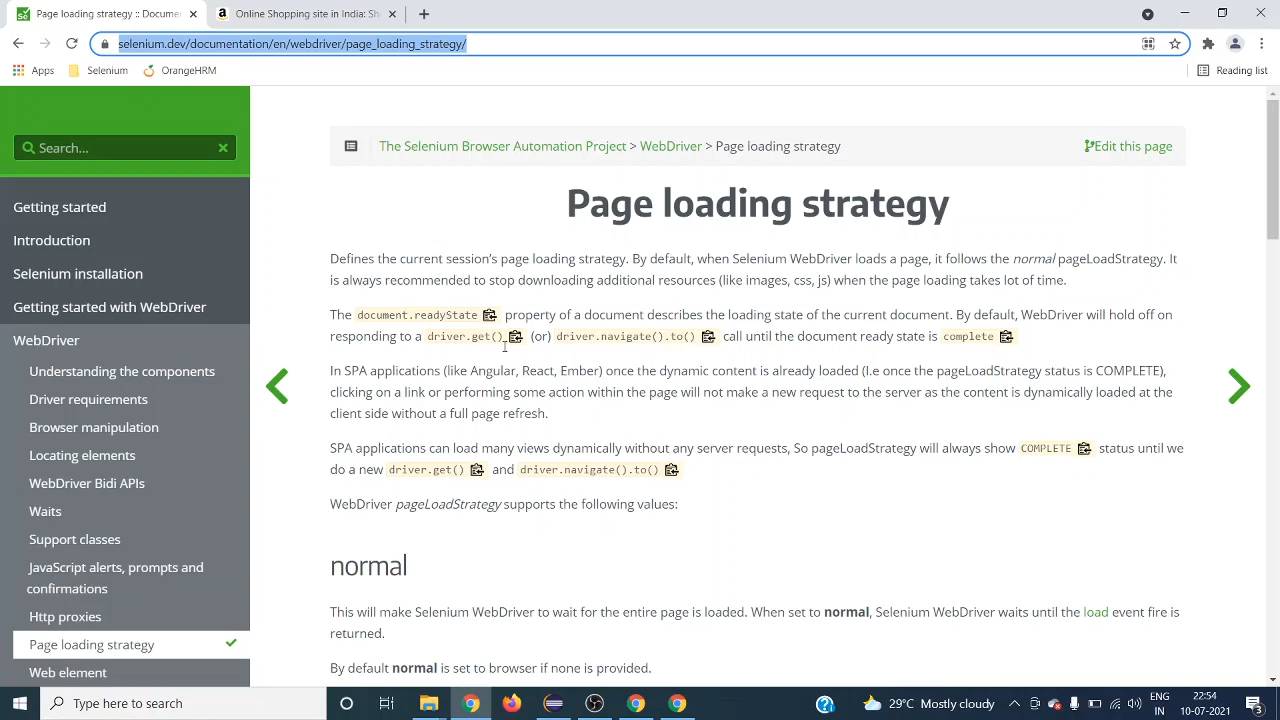 Page loading strategy :: Docume
Online Shopping site in India: Sh
selenium.dev/documentation/en/webdriver/page_loading_strategy/
Apps
Selenium
OrangeHRM
Reading list
Search...
Getting started
Introduction
Selenium installation
Getting started with WebDriver
WebDriver
Understanding the components
Driver requirements
Browser manipulation
Locating elements
WebDriver Bidi APIs
Waits
Support classes
JavaScript alerts, prompts and
confirmations
Http proxies
Page loading strategy
Web element
The Selenium Browser Automation Project > WebDriver > Page loading strategy
Edit this page
Page loading strategy
Defines the current session's page loading strategy. By default, when Selenium WebDriver loads a page, it follows the normal pageLoadStrategy. It
is always recommended to stop downloading additional resources (like images, css, js) when the page loading takes lot of time.
The document.readyState property of a document describes the loading state of the current document. By default, WebDriver will hold off on
responding to a driver.get() (or) driver.navigate().to() call until the document ready state is complete
In SPA applications (like Angular, React, Ember) once the dynamic content is already loaded (I.e once the pageLoadStrategy status is COMPLETE),
clicking on a link or performing some action within the page will not make a new request to the server as the content is dynamically loaded at the
client side without a full page refresh.
SPA applications can load many views dynamically without any server requests, So pageLoadStrategy will always show COMPLETE status until we
do a new driver.get() and driver.navigate().to()
WebDriver pageLoadStrategy supports the following values:
normal
This will make Selenium WebDriver to wait for the entire page is loaded. When set to normal, Selenium WebDriver waits until the load event fire is
returned.
By default normal is set to browser if none is provided.
Type here to search
29°C Mostly cloudy
ENG
IN
22:54
10-07-2021
3